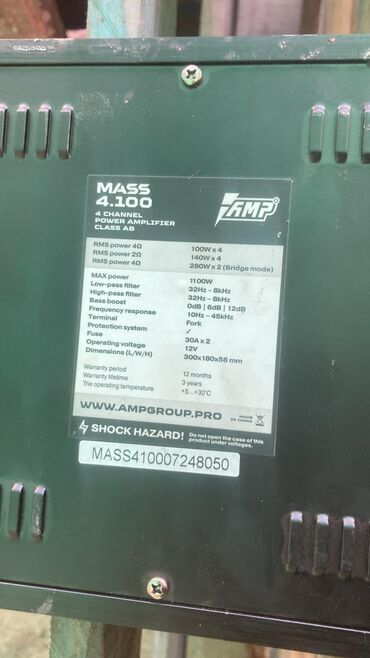 MASS
4.100
AMP®
4 CHANNEL
POWER AMPLIFIER
CLASS AB
RMS power 4Ω 100W x 4
RMS power 2Ω 140W x 4
RMS power 4Ω 280W x 2 (Bridge mode)
MAX power 1100W
Low-pass filter 32Hz – 8kHz
High-pass filter 32Hz – 8kHz
Bass boost 0dB | 6dB | 12dB
Frequency response 10Hz – 45kHz
Terminal Fork
Protection system ✓
Fuse 30A x 2
Operating voltage 12V
Dimensions (L/W/H) 300x180x58 mm
Warranty period 12 months
Warranty lifetime 3 years
The operating temperature +5...+30°C
WWW.AMPGROUP.PRO
MADE
IN CHINA
SHOCK HAZARD! Do not open the case of this
product under voltages.
MASS410007248050